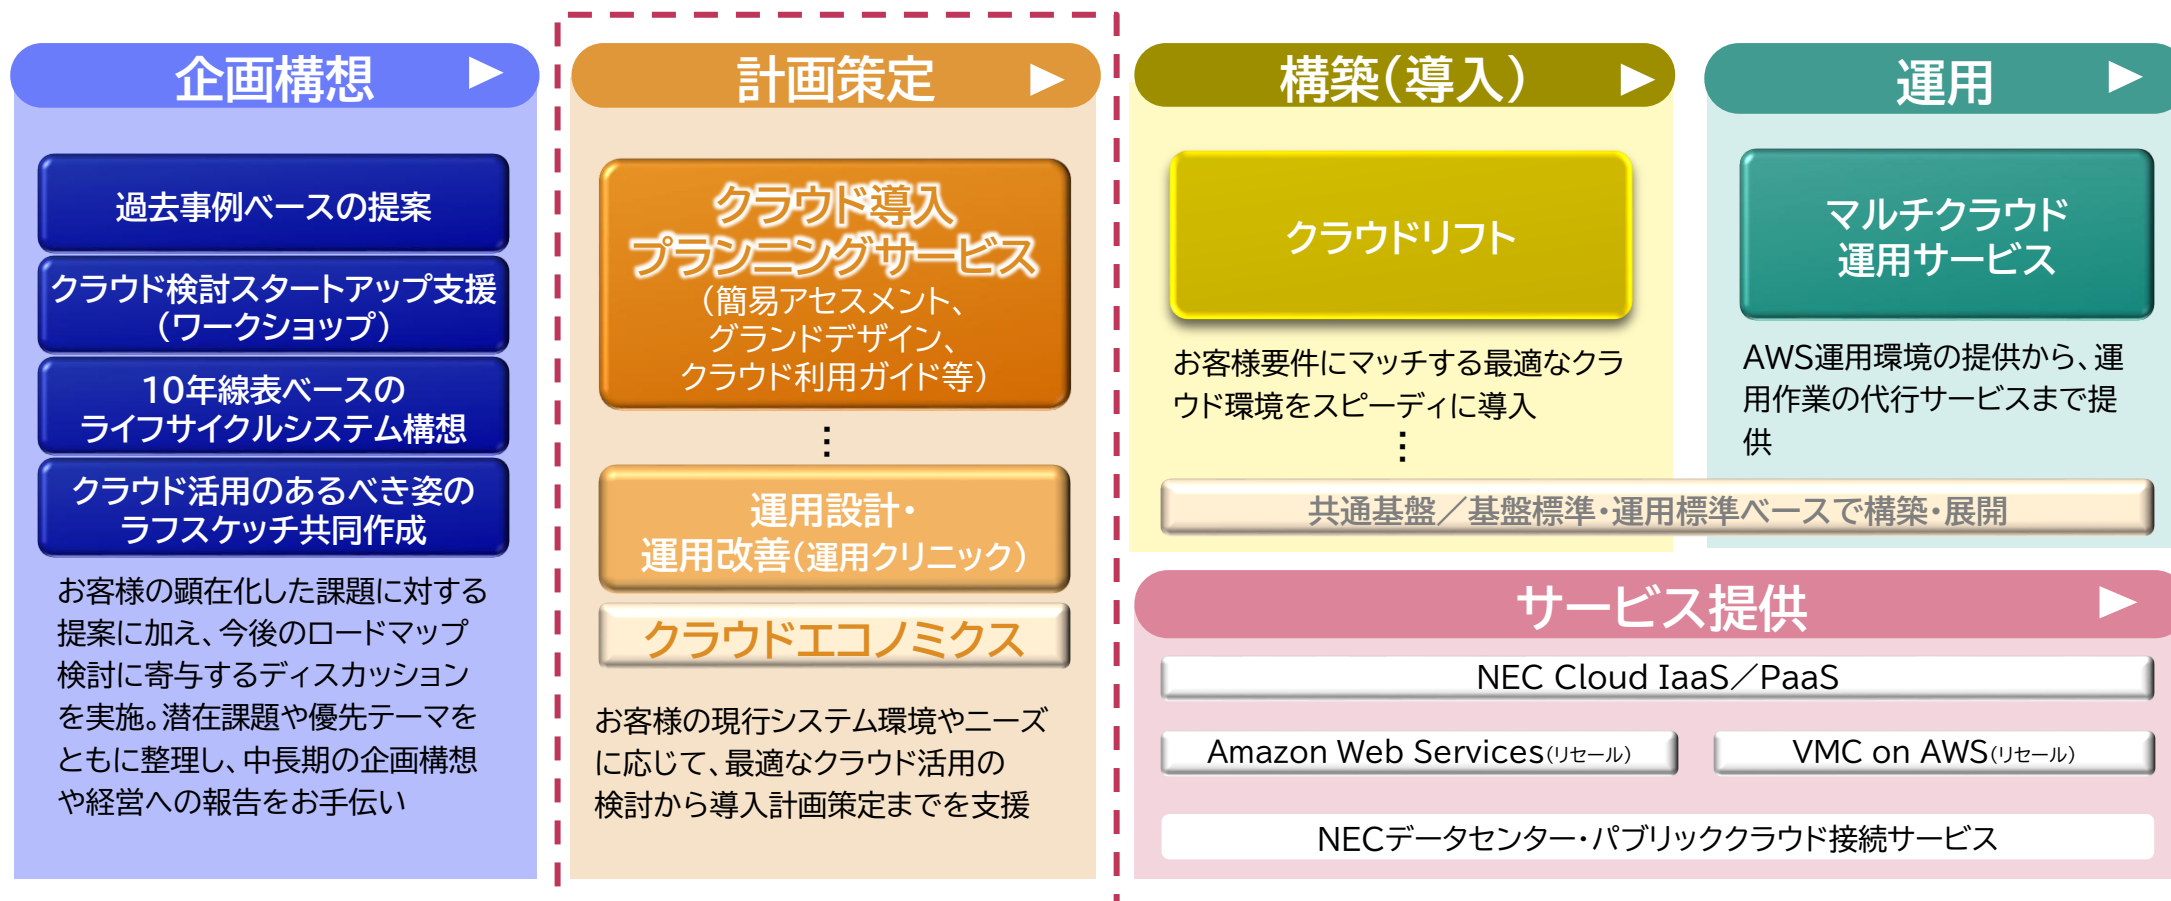 企画構想
過去事例ベースの提案
クラウド検討スタートアップ支援
（ワークショップ）
10年線表ベースの
ライフサイクルシステム構想
クラウド活用のあるべき姿の
ラフスケッチ共同作成
お客様の顕在化した課題に対する
提案に加え、今後のロードマップ
検討に寄与するディスカッション
を実施。潜在課題や優先テーマを
ともに整理し、中長期の企画構想
や経営への報告をお手伝い
計画策定
クラウド導入
プランニングサービス
（簡易アセスメント、
グランドデザイン、
クラウド利用ガイド等）
…
運用設計・
運用改善（運用クリニック）
クラウドエコノミクス
お客様の現行システム環境やニーズ
に応じて、最適なクラウド活用の
検討から導入計画策定までを支援
構築（導入）
クラウドリフト
お客様要件にマッチする最適なクラ
ウド環境をスピーディに導入
…
運用
マルチクラウド
運用サービス
AWS運用環境の提供から、運
用作業の代行サービスまで提
供
共通基盤／基盤標準・運用標準ベースで構築・展開
サービス提供
NEC Cloud IaaS／PaaS
Amazon Web Services（リセール）
VMC on AWS（リセール）
NECデータセンター・パブリッククラウド接続サービス